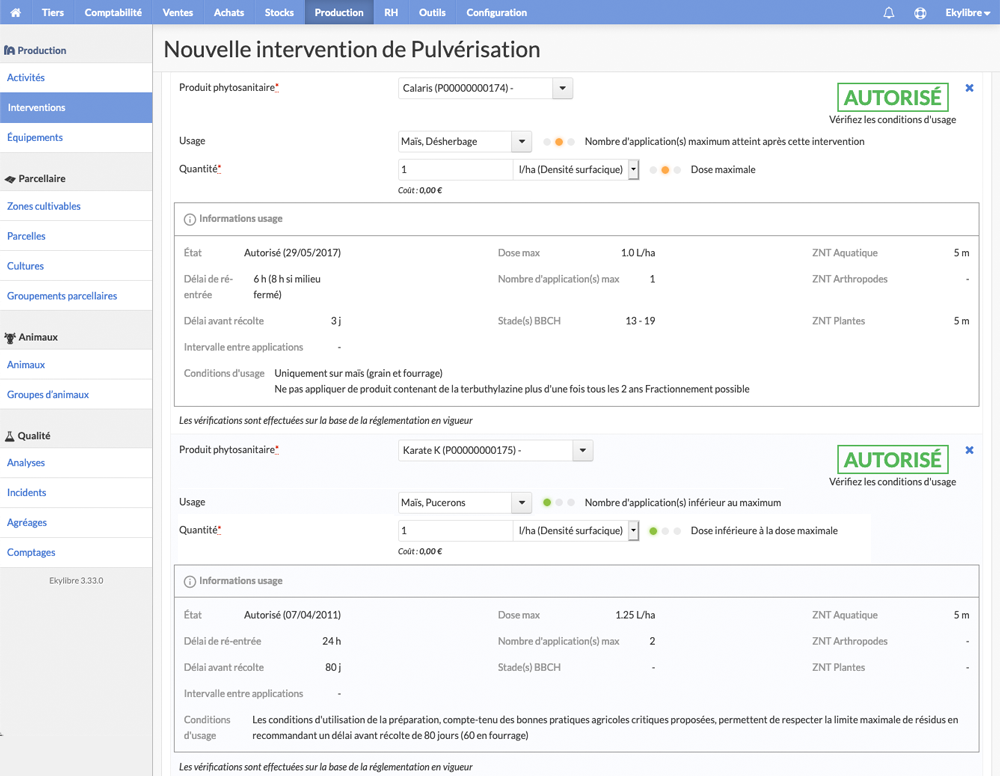 Tiers Comptabilité Ventes Achats Stocks Production RH Outils Configuration Ekylibre
Production
Activités
Interventions
Équipements
Parcellaire
Zones cultivables
Parcelles
Cultures
Groupements parcellaires
Animaux
Animaux
Groupes d'animaux
Qualité
Analyses
Incidents
Agréages
Comptages
Ekylibre 3.33.0
Nouvelle intervention de Pulvérisation
Produit phytosanitaire* Calaris (P00000000174) - AUTORISÉ
Vérifiez les conditions d'usage
Usage Maïs, Désherbage Nombre d'application(s) maximum atteint après cette intervention
Quantité* 1 l/ha (Densité surfacique) Dose maximale
Coût : 0,00 €
Informations usage
État Autorisé (29/05/2017) Dose max 1.0 L/ha ZNT Aquatique 5 m
Délai de ré- 6 h (8 h si milieu Nombre d'application(s) max 1 ZNT Arthropodes -
entrée fermé)
Délai avant récolte 3 j Stade(s) BBCH 13 - 19 ZNT Plantes 5 m
Intervalle entre applications -
Conditions d'usage Uniquement sur maïs (grain et fourrage)
Ne pas appliquer de produit contenant de la terbuthylazine plus d'une fois tous les 2 ans Fractionnement possible
Les vérifications sont effectuées sur la base de la réglementation en vigueur
Produit phytosanitaire* Karate K (P00000000175) - AUTORISÉ
Vérifiez les conditions d'usage
Usage Maïs, Pucerons Nombre d'application(s) inférieur au maximum
Quantité* 1 l/ha (Densité surfacique) Dose inférieure à la dose maximale
Coût : 0,00 €
Informations usage
État Autorisé (07/04/2011) Dose max 1.25 L/ha ZNT Aquatique 5 m
Délai de ré-entrée 24 h Nombre d'application(s) max 2 ZNT Arthropodes -
Délai avant récolte 80 j Stade(s) BBCH - ZNT Plantes -
Intervalle entre applications -
Conditions Les conditions d'utilisation de la préparation, compte-tenu des bonnes pratiques agricoles critiques proposées, permettent de respecter la limite maximale de résidus en
d'usage recommandant un délai avant récolte de 80 jours (60 en fourrage)
Les vérifications sont effectuées sur la base de la réglementation en vigueur